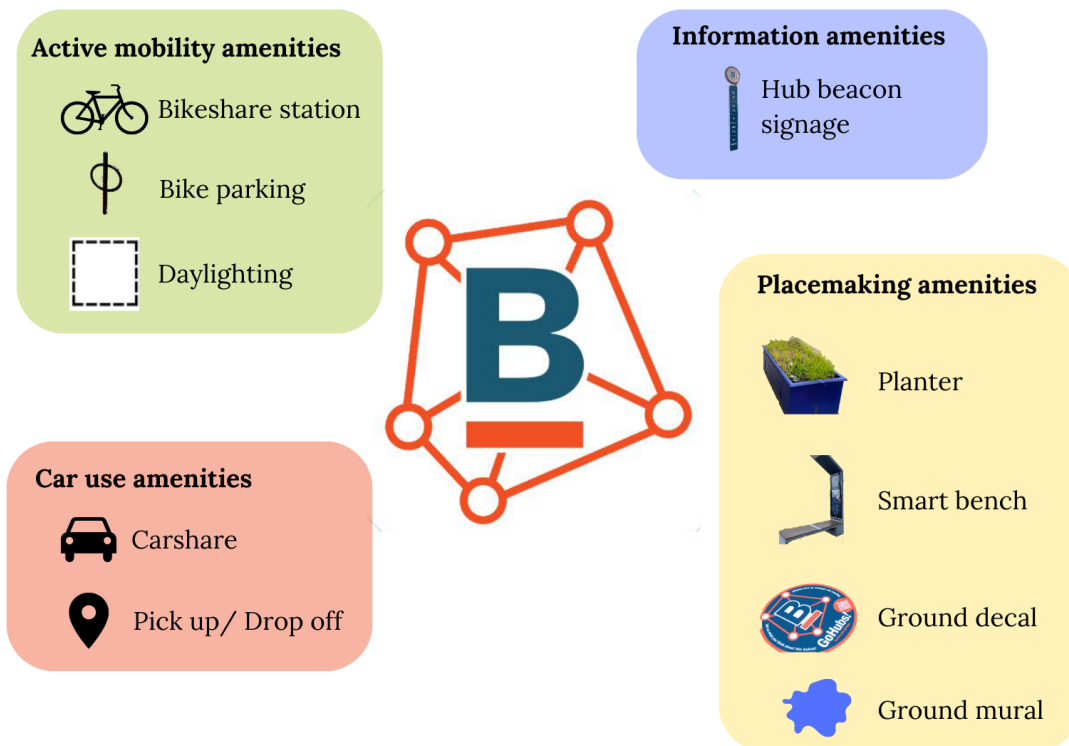 Active mobility amenities
Bikeshare station
Bike parking
Daylighting
Information amenities
Hub beacon
signage
B
Placemaking amenities
Planter
Smart bench
Ground decal
B
GoHubs!
Ground mural
Car use amenities
Carshare
Pick up/ Drop off